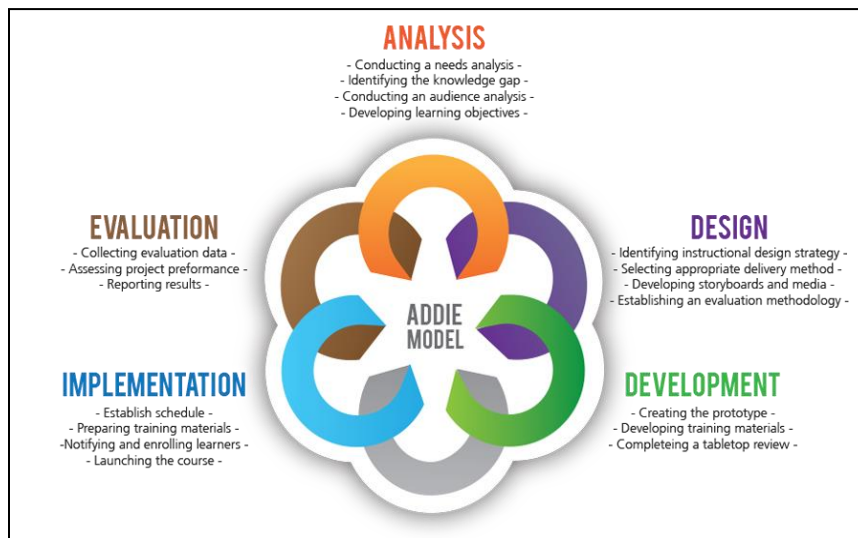 ANALYSIS
- Conducting a needs analysis -
- Identifying the knowledge gap -
- Conducting an audience analysis -
- Developing learning objectives -
EVALUATION
- Collecting evaluation data -
- Assessing project preformance -
- Reporting results -
DESIGN
- Identifying instructional design strategy -
- Selecting appropriate delivery method -
- Developing storyboards and media -
- Establishing an evaluation methodology -
ADDIE
MODEL
IMPLEMENTATION
- Establish schedule -
- Preparing training materials -
-Notifying and enrolling learners -
- Launching the course -
DEVELOPMENT
- Creating the prototype -
- Developing training materials -
- Completeing a tabletop review -